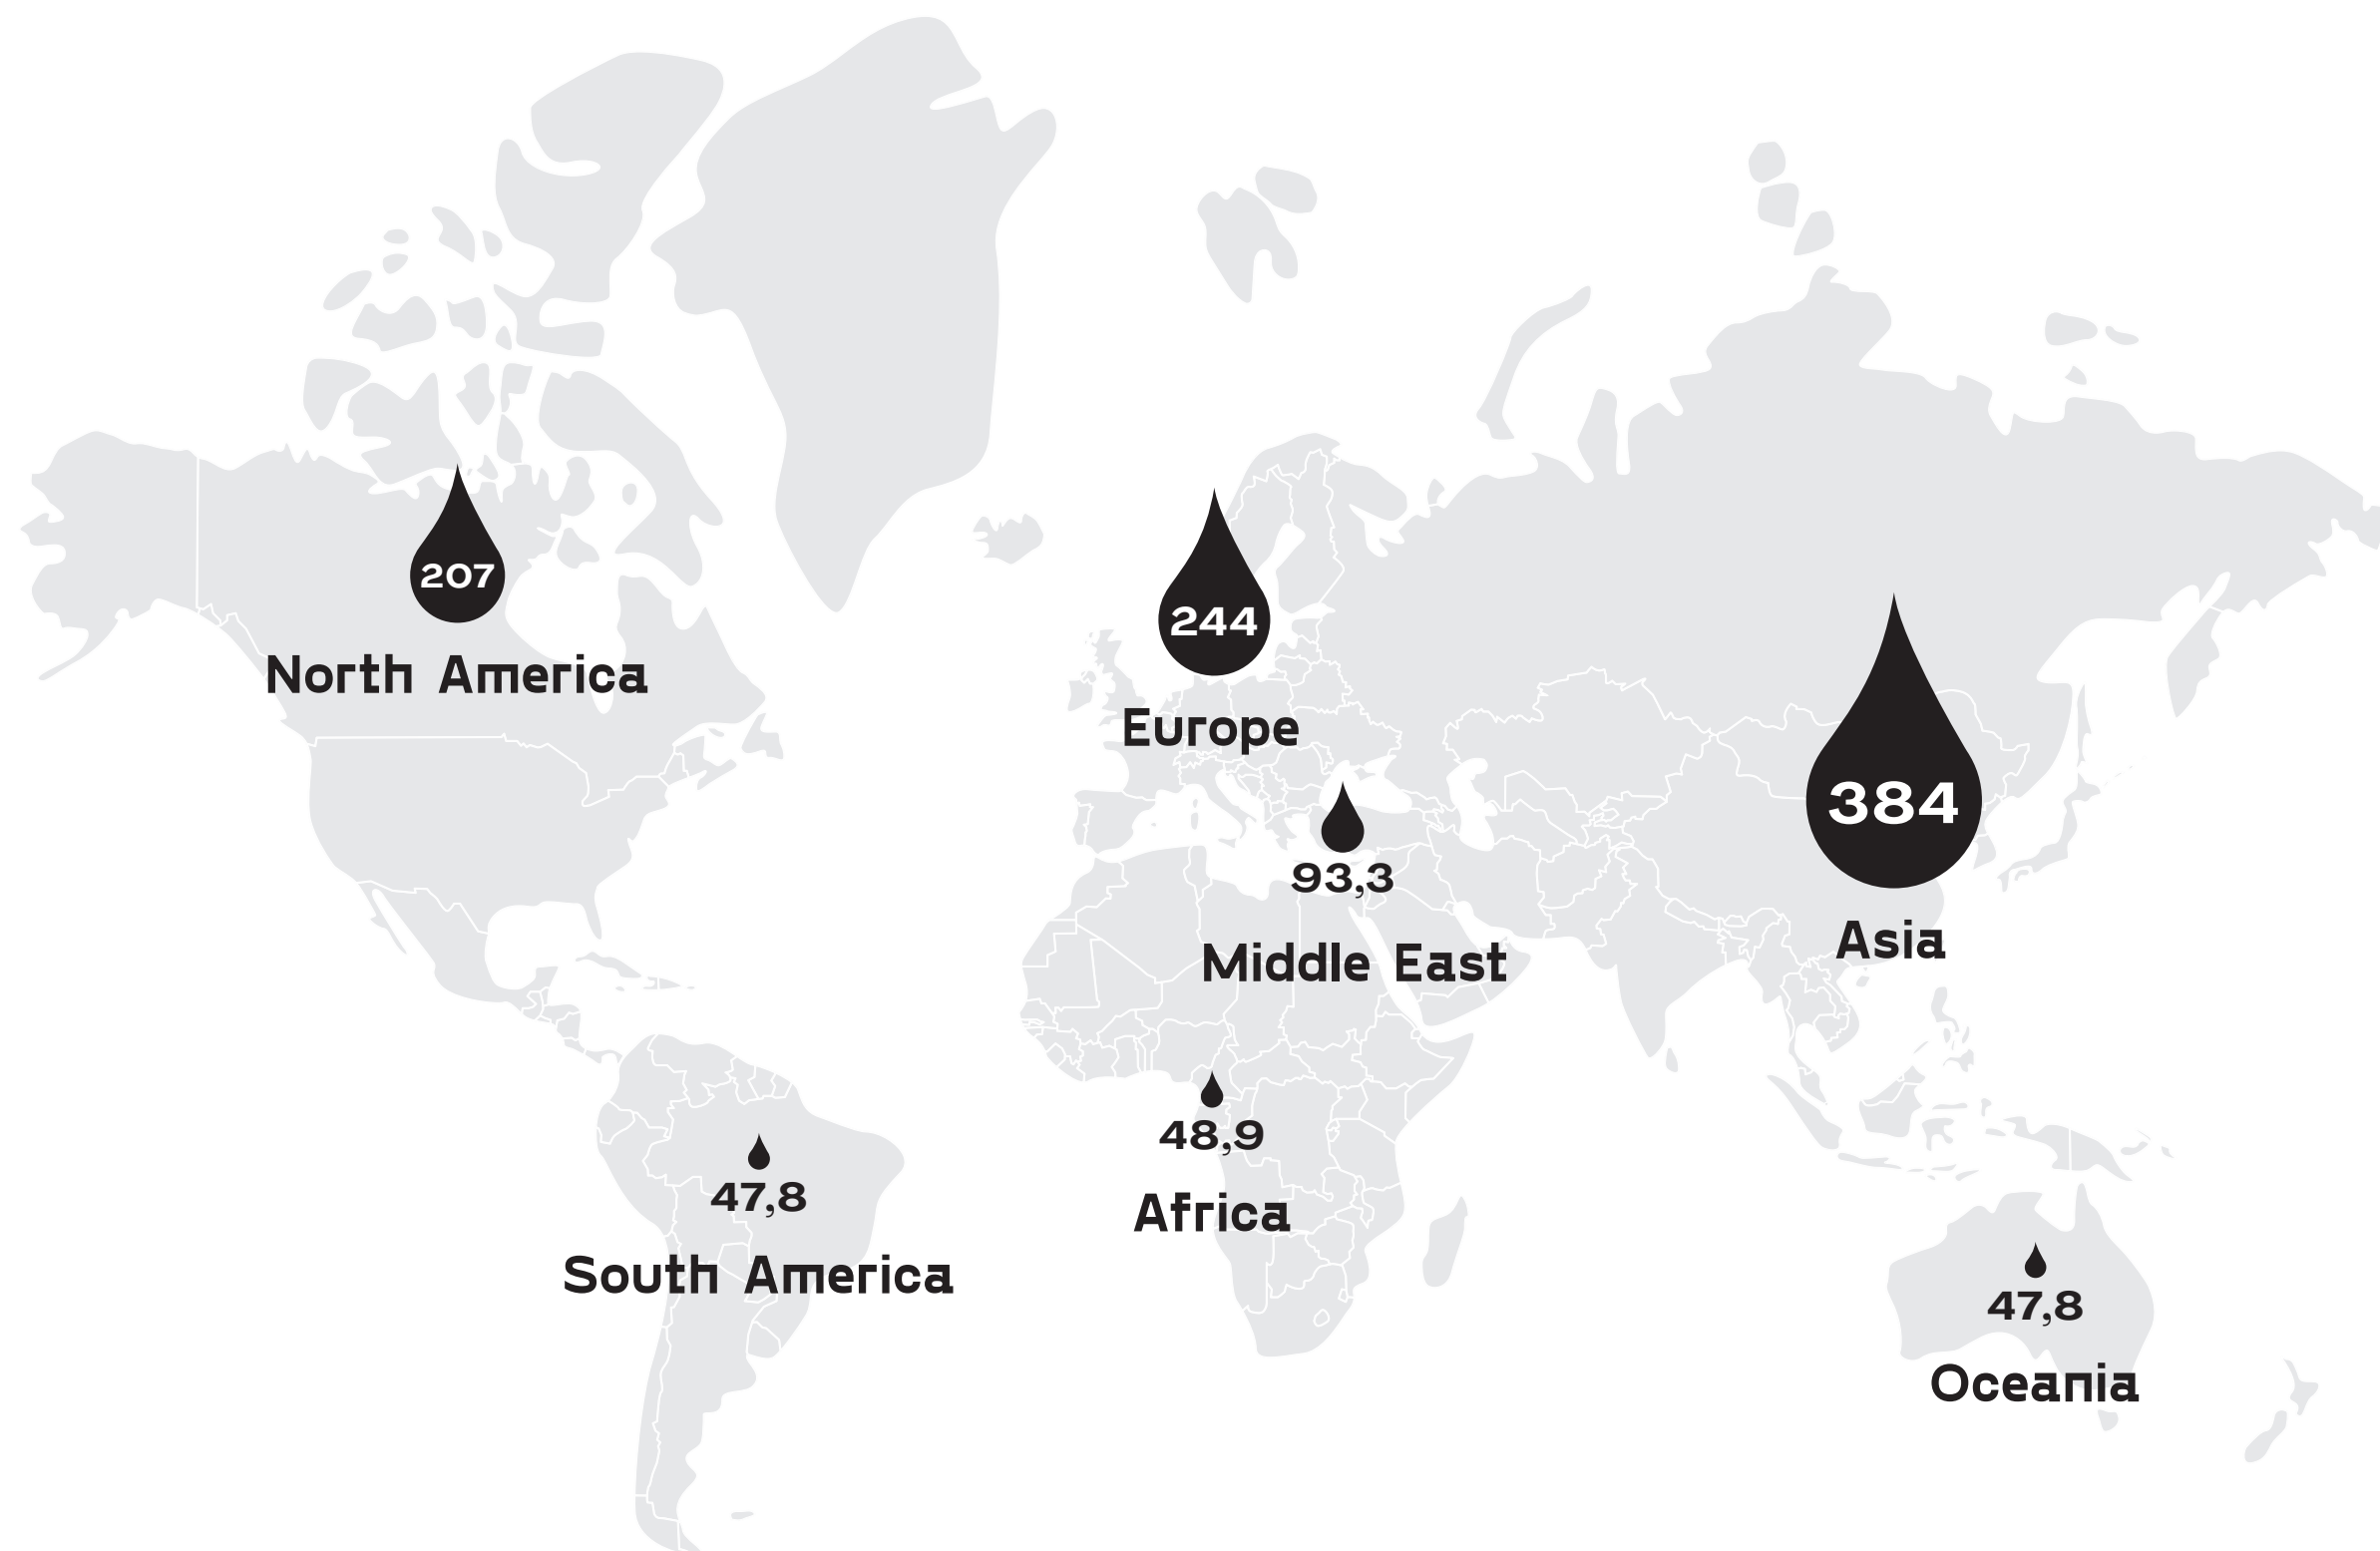 207
North America
244
Europe
384
Asia
93,3
Middle East
48,9
Africa
47,8
South America
47,8
Oceania